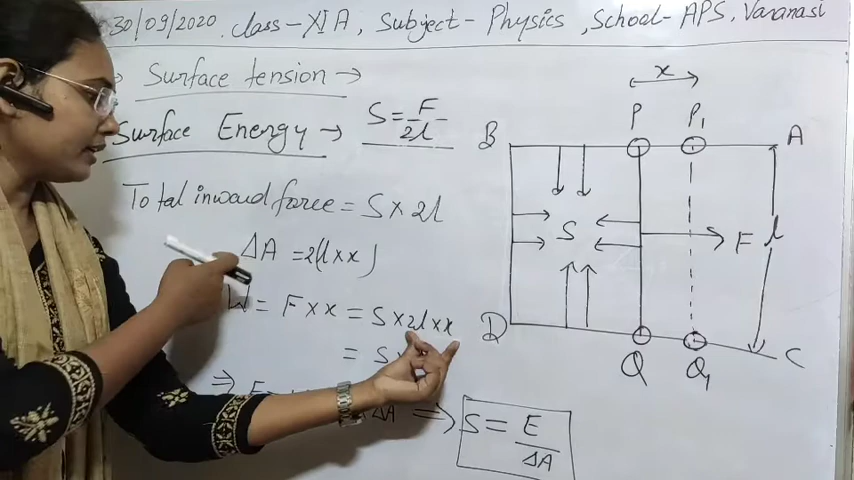 30/09/2020, Class-XI A, Subject- Physics, School- APS, Varanasi
Surface tension →
Surface Energy → S = F/2l
Total inward force = S × 2l
ΔA = 2(l × x)
W = F × x = S × 2l × x
= S ×
⇒ E = ΔA ⇒ S = E/ΔA
x
P P₁
B A
S F l
D C
Q Q₁